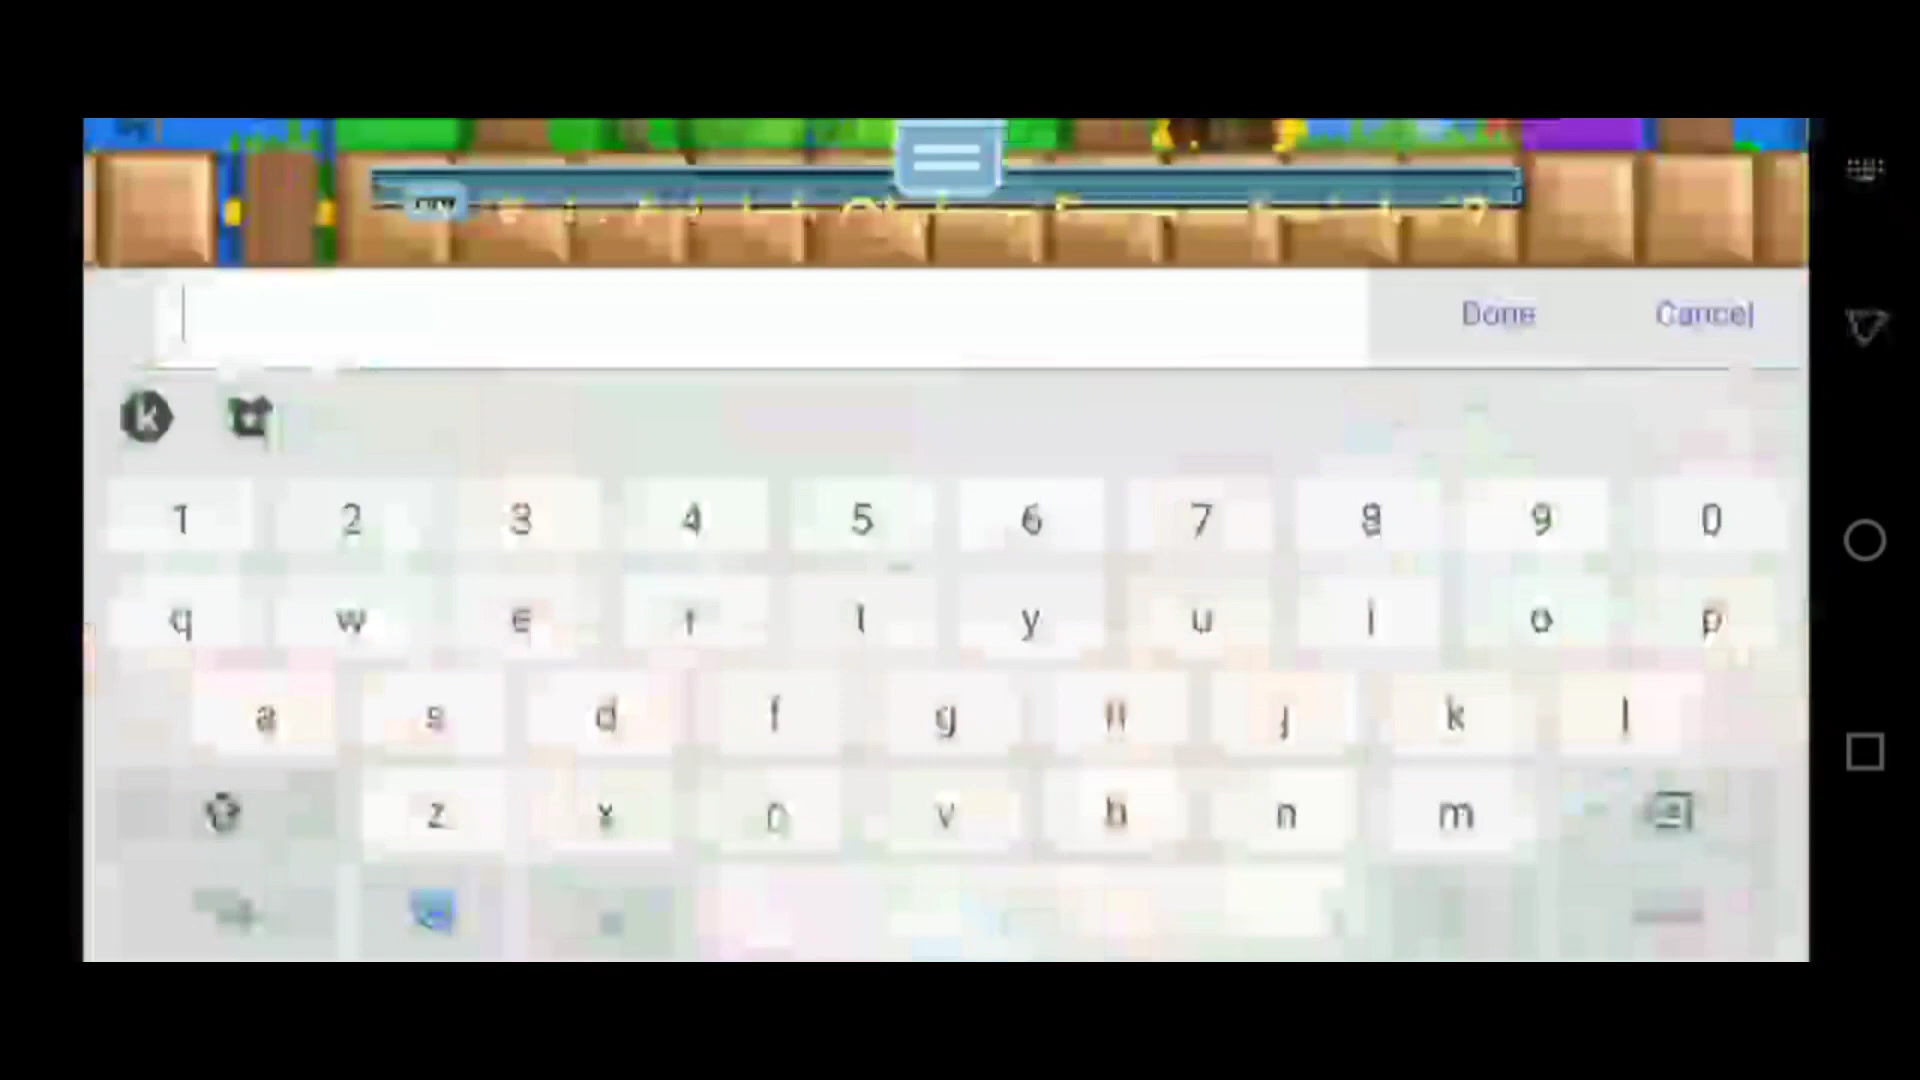 Done Cancel
1 2 3 4 5 6 7 8 9 0
q w e r t y u i o p
a s d f g h j k l
z x c v b n m